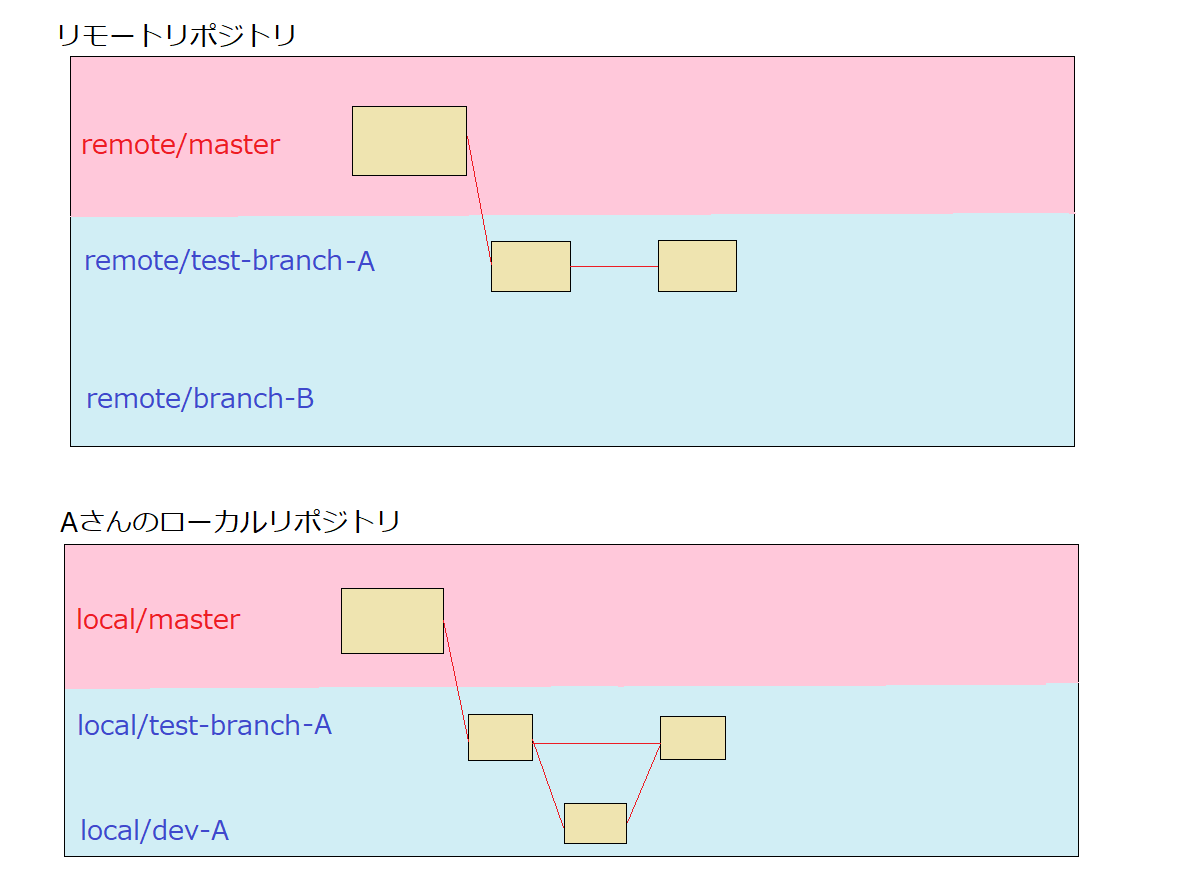 リモートリポジトリ
remote/master
remote/test-branch-A
remote/branch-B
Aさんのローカルリポジトリ
local/master
local/test-branch-A
local/dev-A